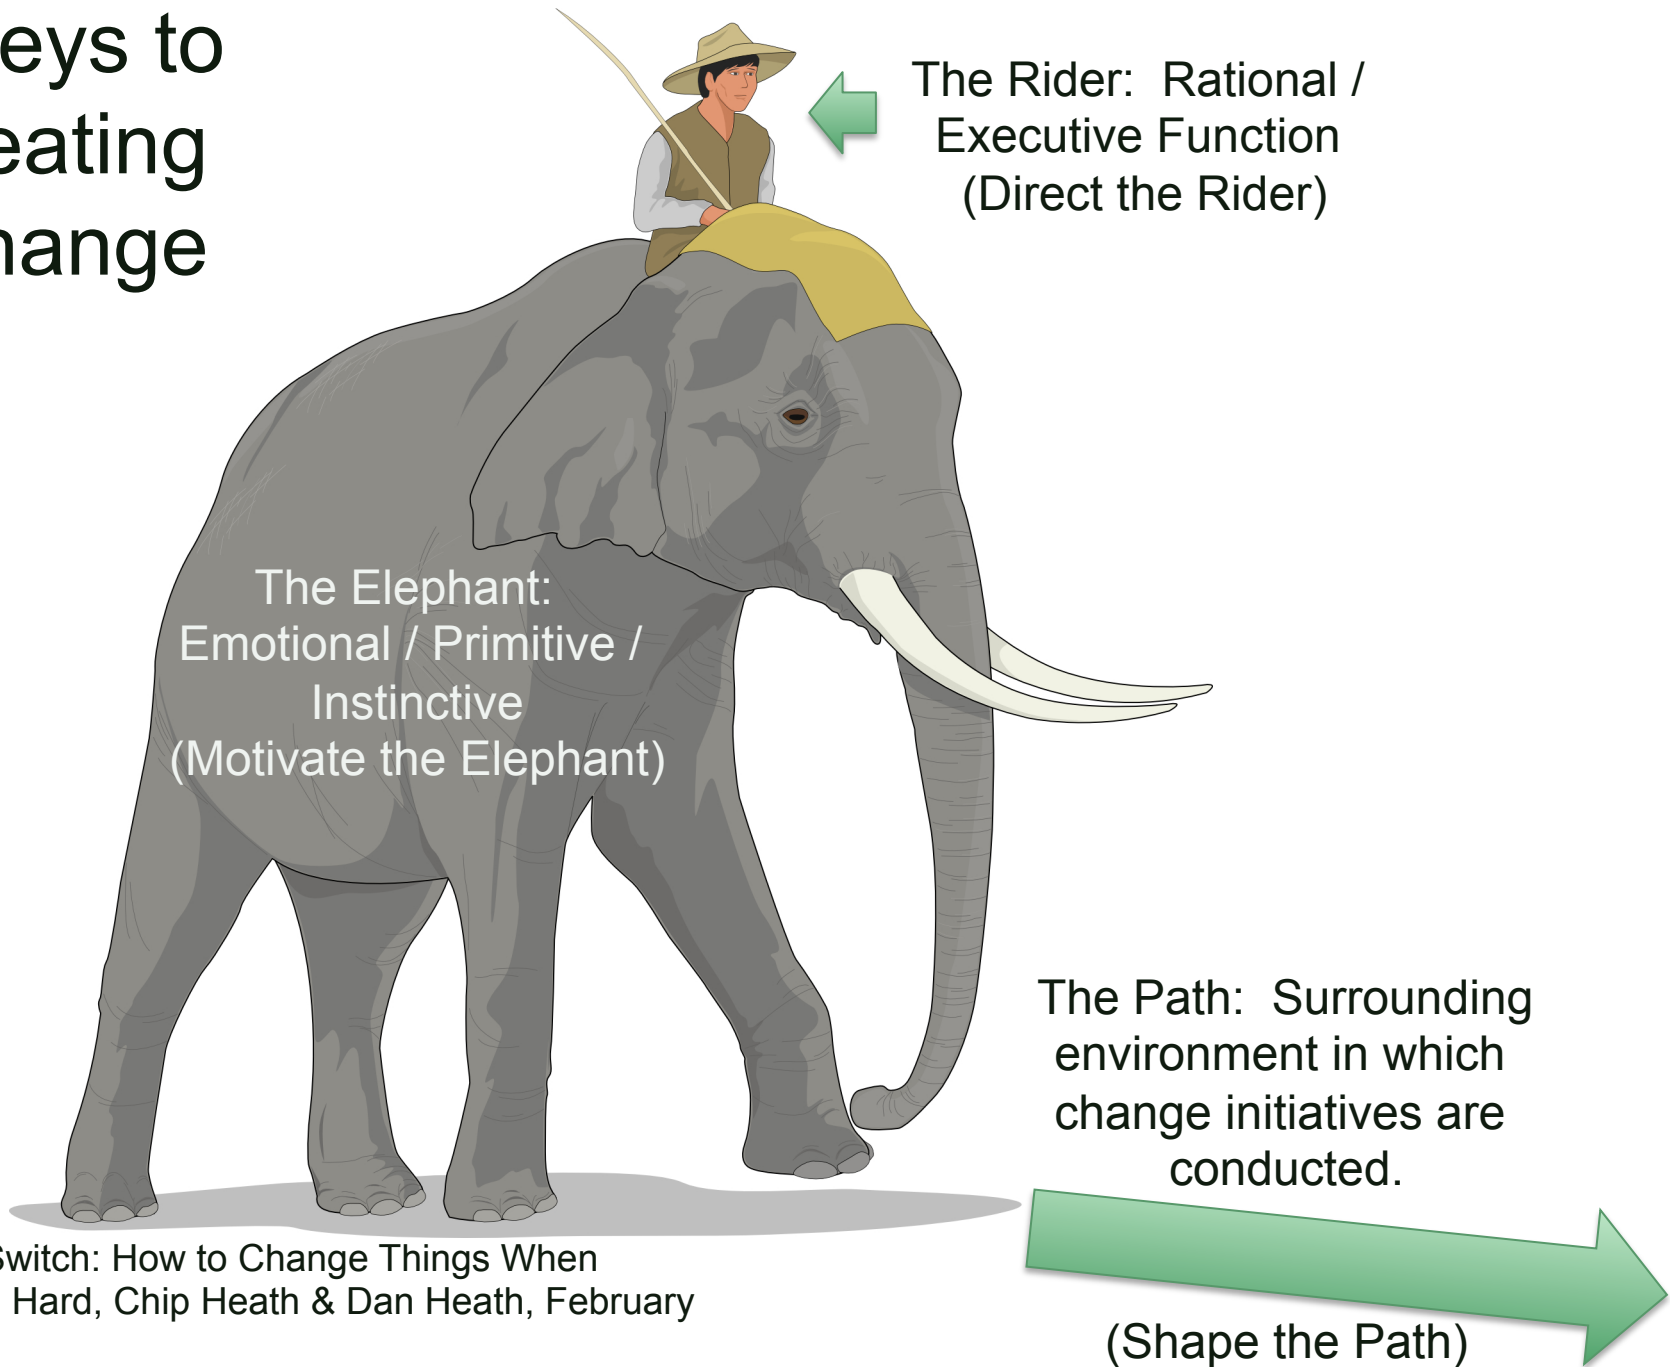 eys to
eating
hange
The Rider:  Rational /
Executive Function
(Direct the Rider)
The Elephant:
Emotional / Primitive /
Instinctive
(Motivate the Elephant)
The Path:  Surrounding
environment in which
change initiatives are
conducted.
(Shape the Path)
Switch: How to Change Things When
Hard, Chip Heath & Dan Heath, February